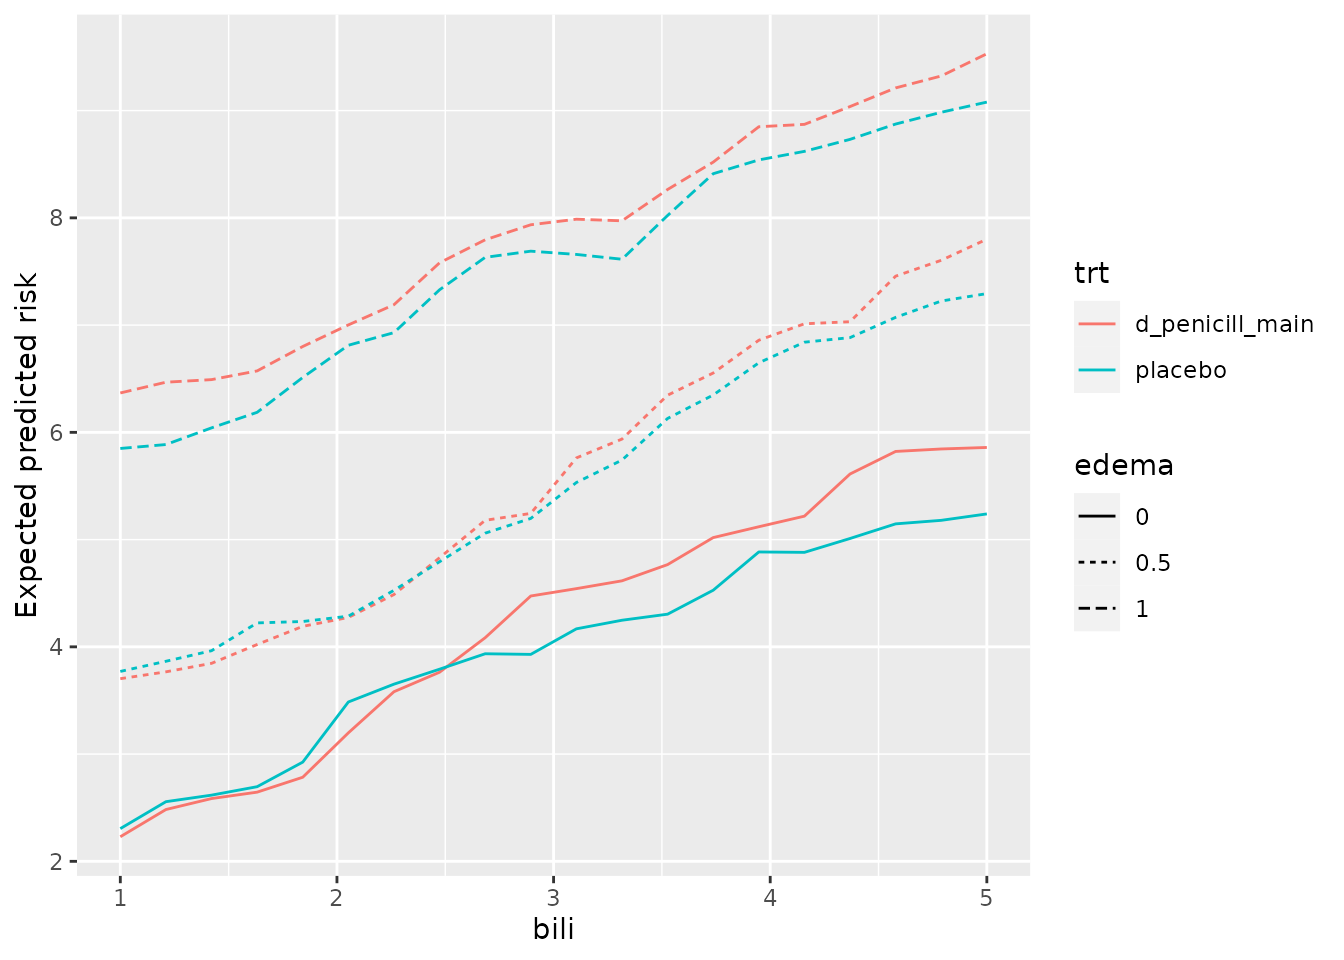 Expected predicted risk
8
6
4
2
1 2 3 4 5
bili
trt
d_penicill_main
placebo
edema
0
0.5
1